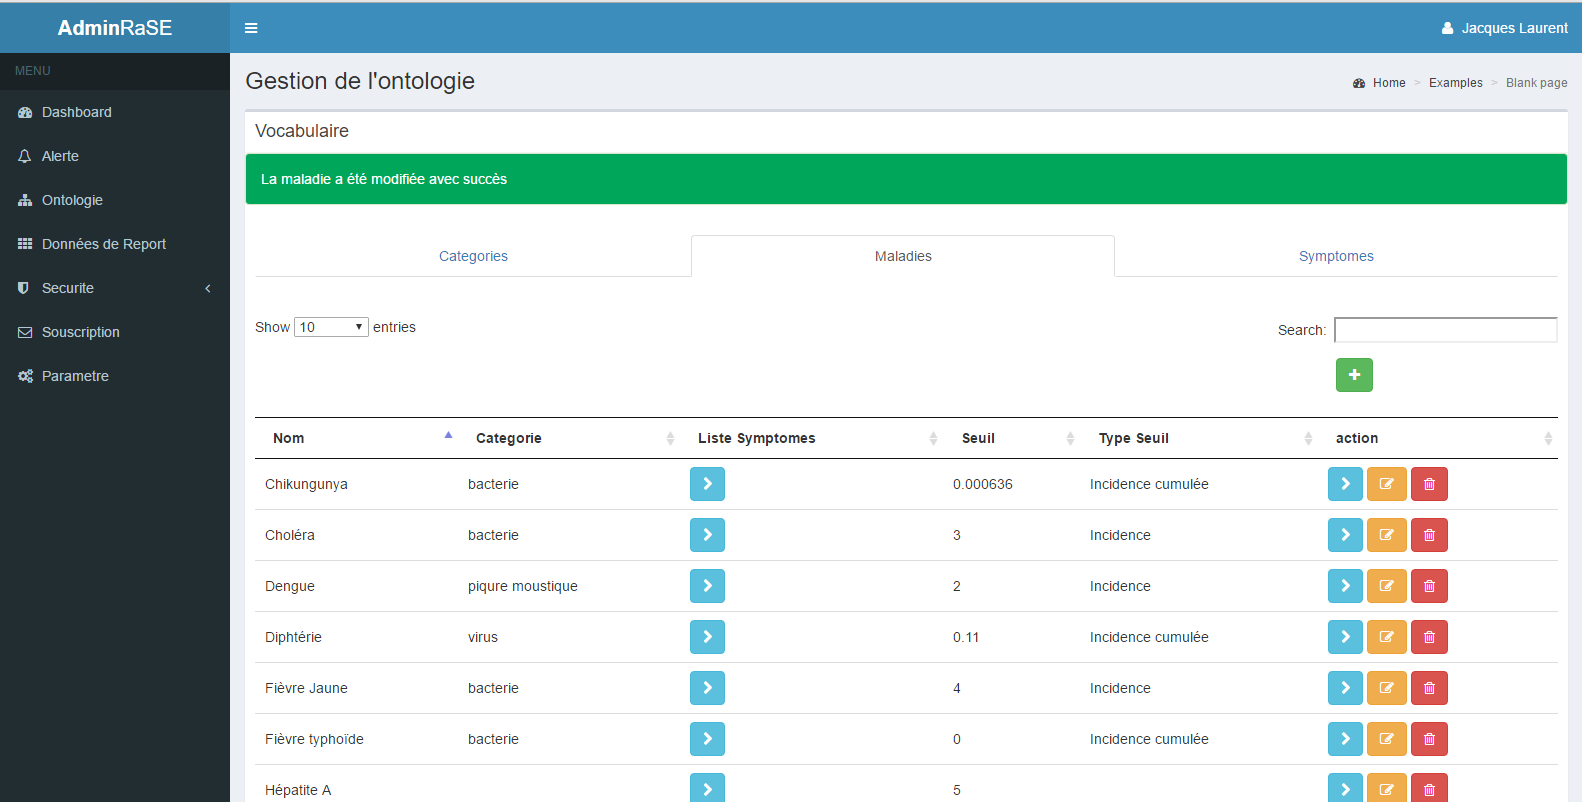 AdminRaSE
Jacques Laurent
MENU
Dashboard
Alerte
Ontologie
Données de Report
Securite
Souscription
Parametre
Gestion de l'ontologie
Home > Examples > Blank page
Vocabulaire
La maladie a été modifiée avec succès
Categories Maladies Symptomes
Show 10 entries
Search:
Nom Categorie Liste Symptomes Seuil Type Seuil action
Chikungunya bacterie 0.000636 Incidence cumulée
Choléra bacterie 3 Incidence
Dengue piqure moustique 2 Incidence
Diphtérie virus 0.11 Incidence cumulée
Fièvre Jaune bacterie 4 Incidence
Fièvre typhoïde bacterie 0 Incidence cumulée
Hépatite A 5